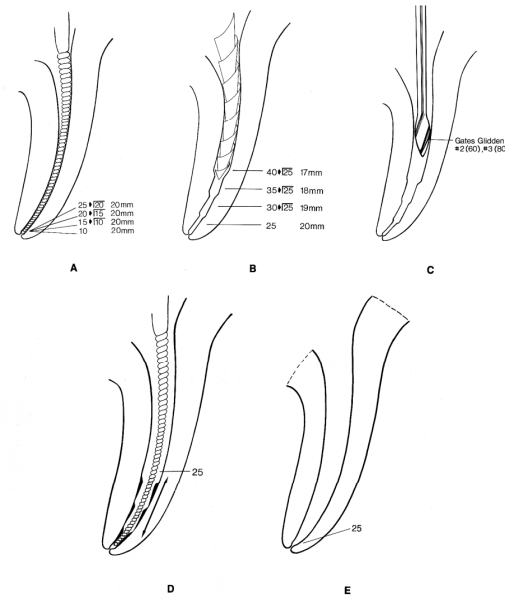 25➧|20 20mm
20➧|15 20mm
15➧|10 20mm
10 20mm
A
40➧|25 17mm
35➧|25 18mm
30➧|25 19mm
25 20mm
B
Gates Glidden
#2(60),#3(80
C
25
D
25
E